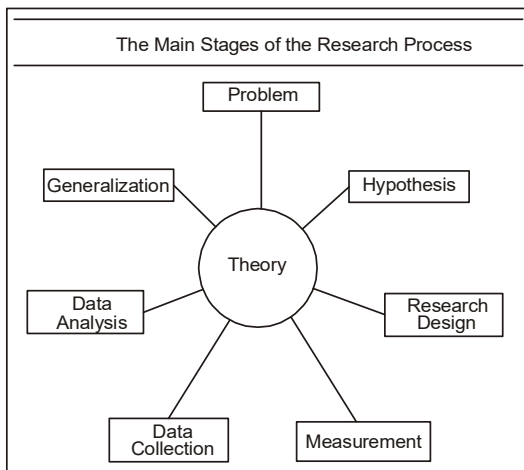 The Main Stages of the Research Process
Problem
Generalization
Hypothesis
Theory
Data
Analysis
Research
Design
Data
Collection
Measurement